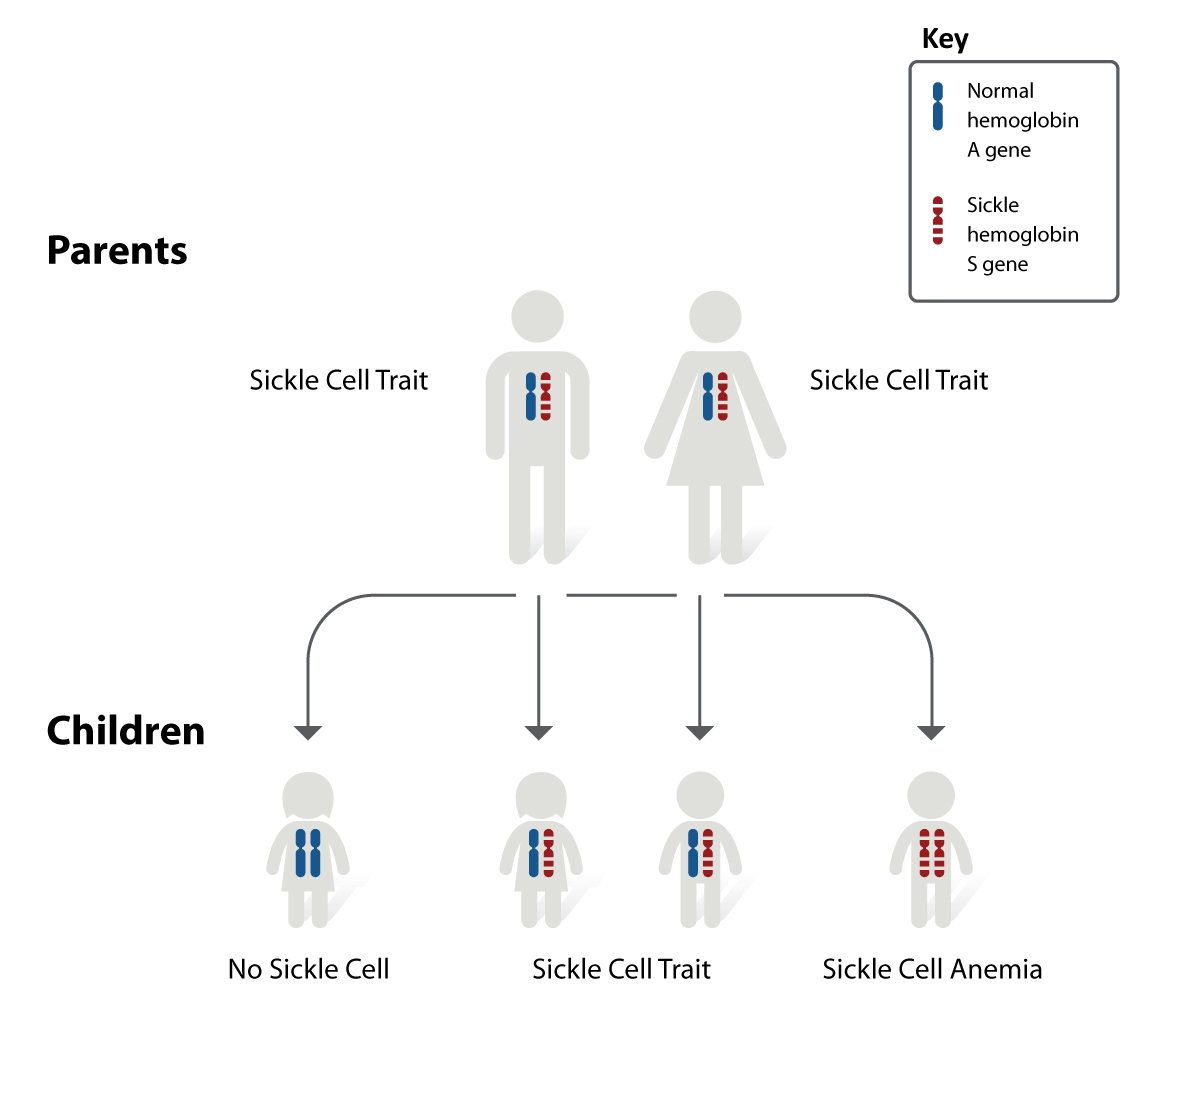 Key
Normal
hemoglobin
A gene
Sickle
hemoglobin
S gene
Parents
Sickle Cell Trait
Sickle Cell Trait
Children
No Sickle Cell
Sickle Cell Trait
Sickle Cell Anemia